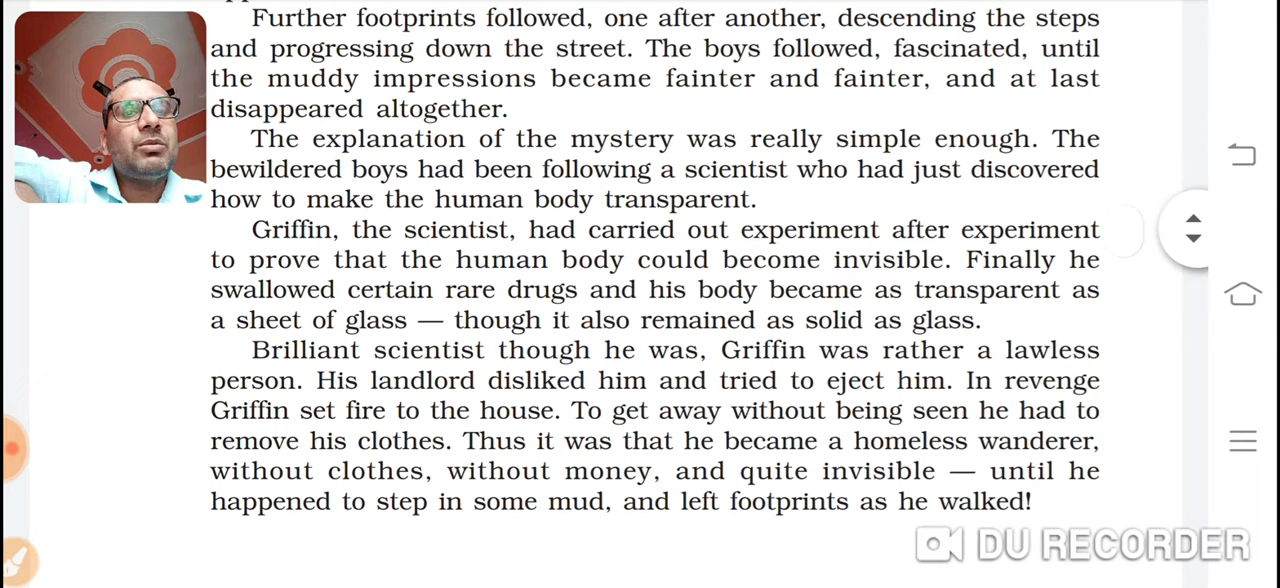 Further footprints followed, one after another, descending the steps
and progressing down the street. The boys followed, fascinated, until
the muddy impressions became fainter and fainter, and at last
disappeared altogether.
The explanation of the mystery was really simple enough. The
bewildered boys had been following a scientist who had just discovered
how to make the human body transparent.
Griffin, the scientist, had carried out experiment after experiment
to prove that the human body could become invisible. Finally he
swallowed certain rare drugs and his body became as transparent as
a sheet of glass — though it also remained as solid as glass.
Brilliant scientist though he was, Griffin was rather a lawless
person. His landlord disliked him and tried to eject him. In revenge
Griffin set fire to the house. To get away without being seen he had to
remove his clothes. Thus it was that he became a homeless wanderer,
without clothes, without money, and quite invisible — until he
happened to step in some mud, and left footprints as he walked!
DU RECORDER